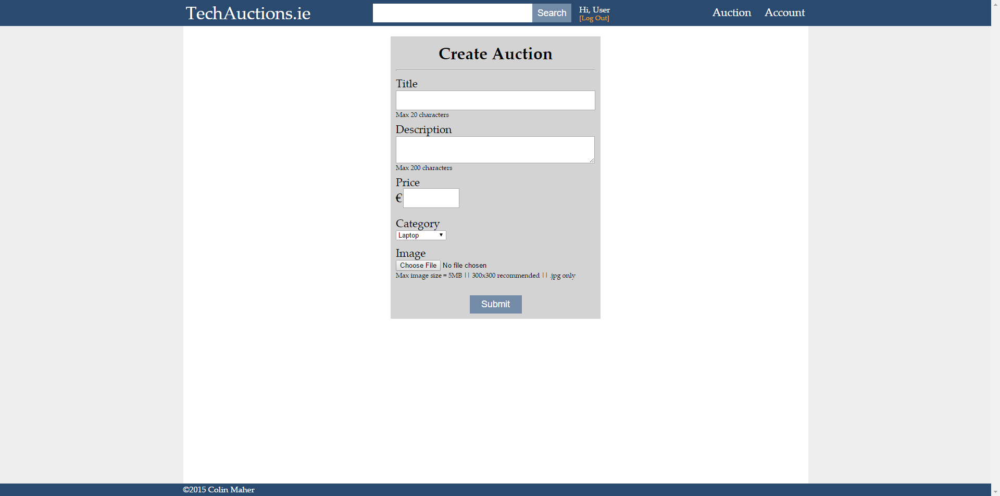 TechAuctions.ie
Search
Hi, User
[Log Out]
Auction
Account
Create Auction
Title
Max 20 characters
Description
Max 200 characters
Price
€
Category
Laptop
Image
Choose File No file chosen
Max image size = 5MB || 300x300 recommended || .jpg only
Submit
©2015 Colin Maher